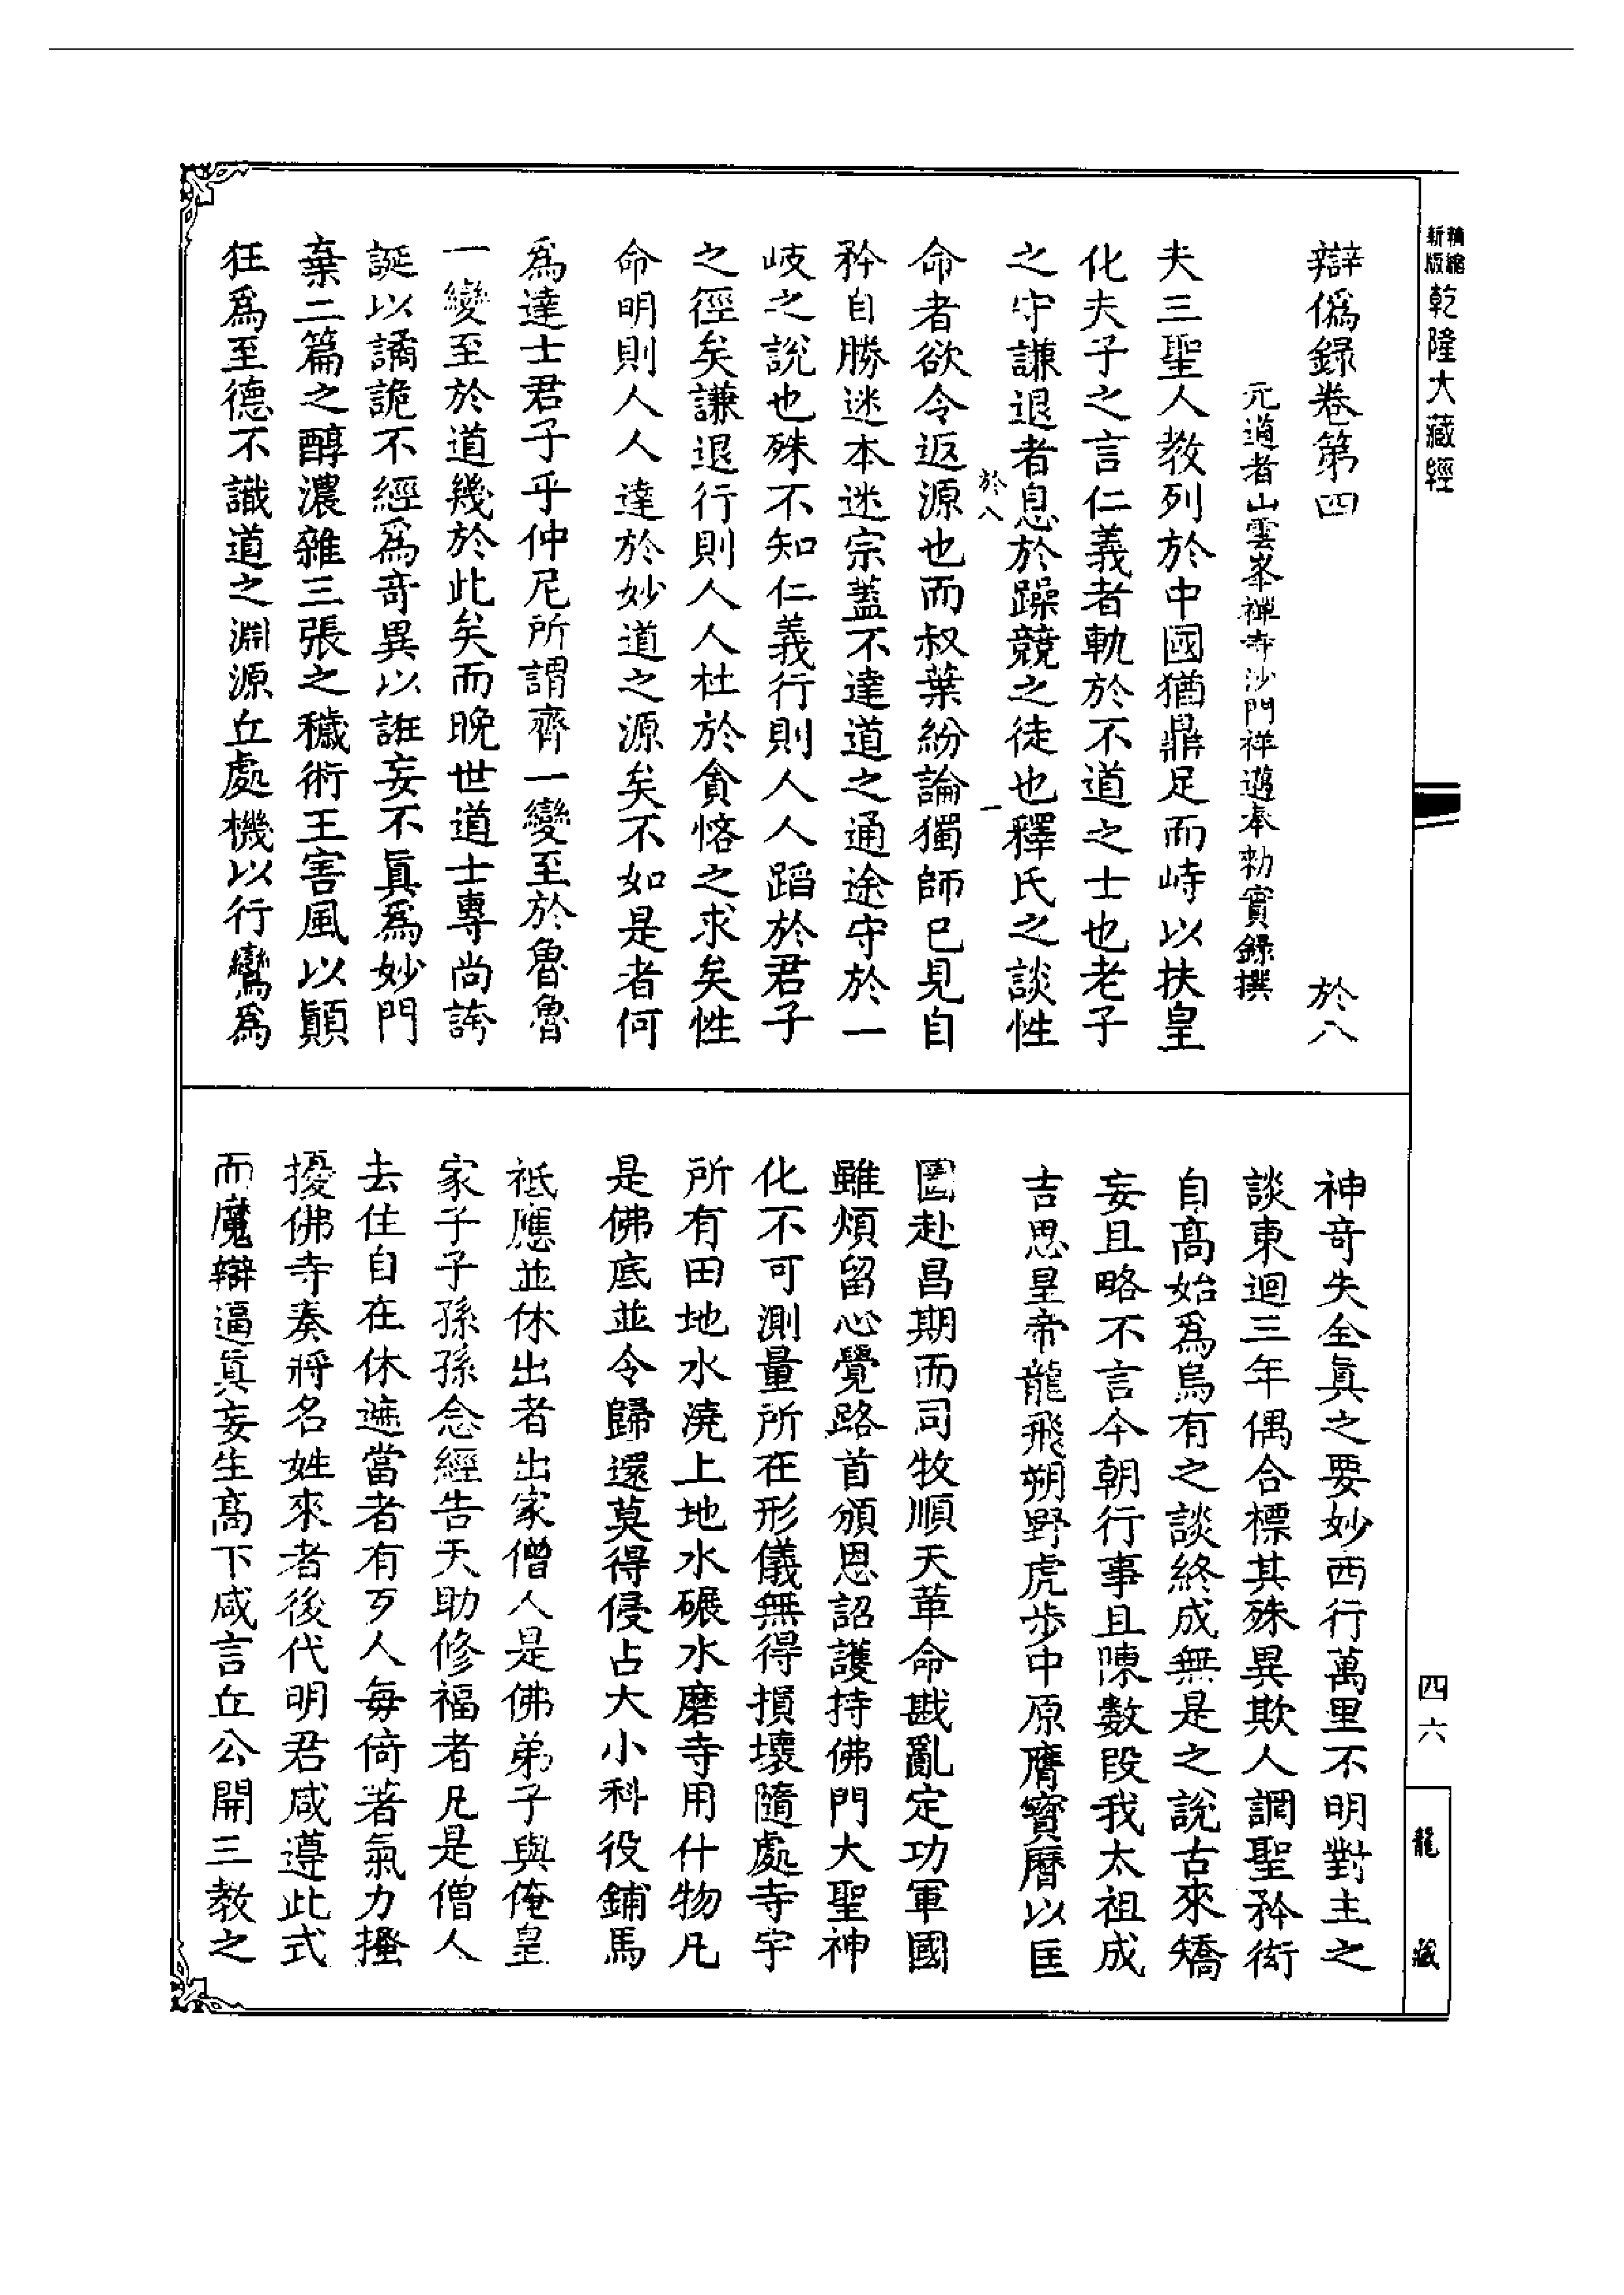 精縮新版乾隆大藏經
辯偽錄卷第四　於八
元道者山雲峯禪寺沙門祥邁奉勅實錄撰
夫三聖人教列於中國猶鼎足而峙以扶皇
化夫子之言仁義者軌於不道之士也老子
之守謙退者息於躁競之徒也釋氏之談性
於八　一
命者欲令返源也而叔葉紛論獨師已見自
矜自勝迷本迷宗蓋不達道之通途守於一
岐之說也殊不知仁義行則人人蹈於君子
之徑矣謙退行則人人杜於貪悋之求矣性
命明則人人達於妙道之源矣不如是者何
爲達士君子乎仲尼所謂齊一變至於魯魯
一變至於道幾於此矣而晚世道士專尚誇
誕以譎詭不經爲奇異以誑妄不眞爲妙門
棄二篇之醇濃雜三張之穢術王害風以顚
狂爲至德不識道之淵源丘處機以行鸞爲
神奇失全眞之要妙西行萬里不明對主之
談東迴三年偶合標其殊異欺人調聖矜衒
自高始爲烏有之談終成無是之說古來矯
妄且略不言今朝行事且陳數段我太祖成
吉思皇帝龍飛朔野虎步中原膺寶曆以匡
圖赴昌期而司牧順天革命戡亂定功軍國
雖煩留心覺路首頒恩詔護持佛門大聖神
化不可測量所在形儀無得損壞隨處寺宇
所有田地水澆上地水碾水磨寺用什物凡
是佛底並令歸還莫得侵占大小科役鋪馬
祗應並休出者出家僧人是佛弟子與俺皇
家子子孫孫念經告天助修福者凡是僧人
去住自在休遮當者有歹人每倚著氣力搔
擾佛寺奏將名姓來者後代明君咸遵此式
而魔辯逼眞妄生高下咸言丘公開三教之
四六
龍藏